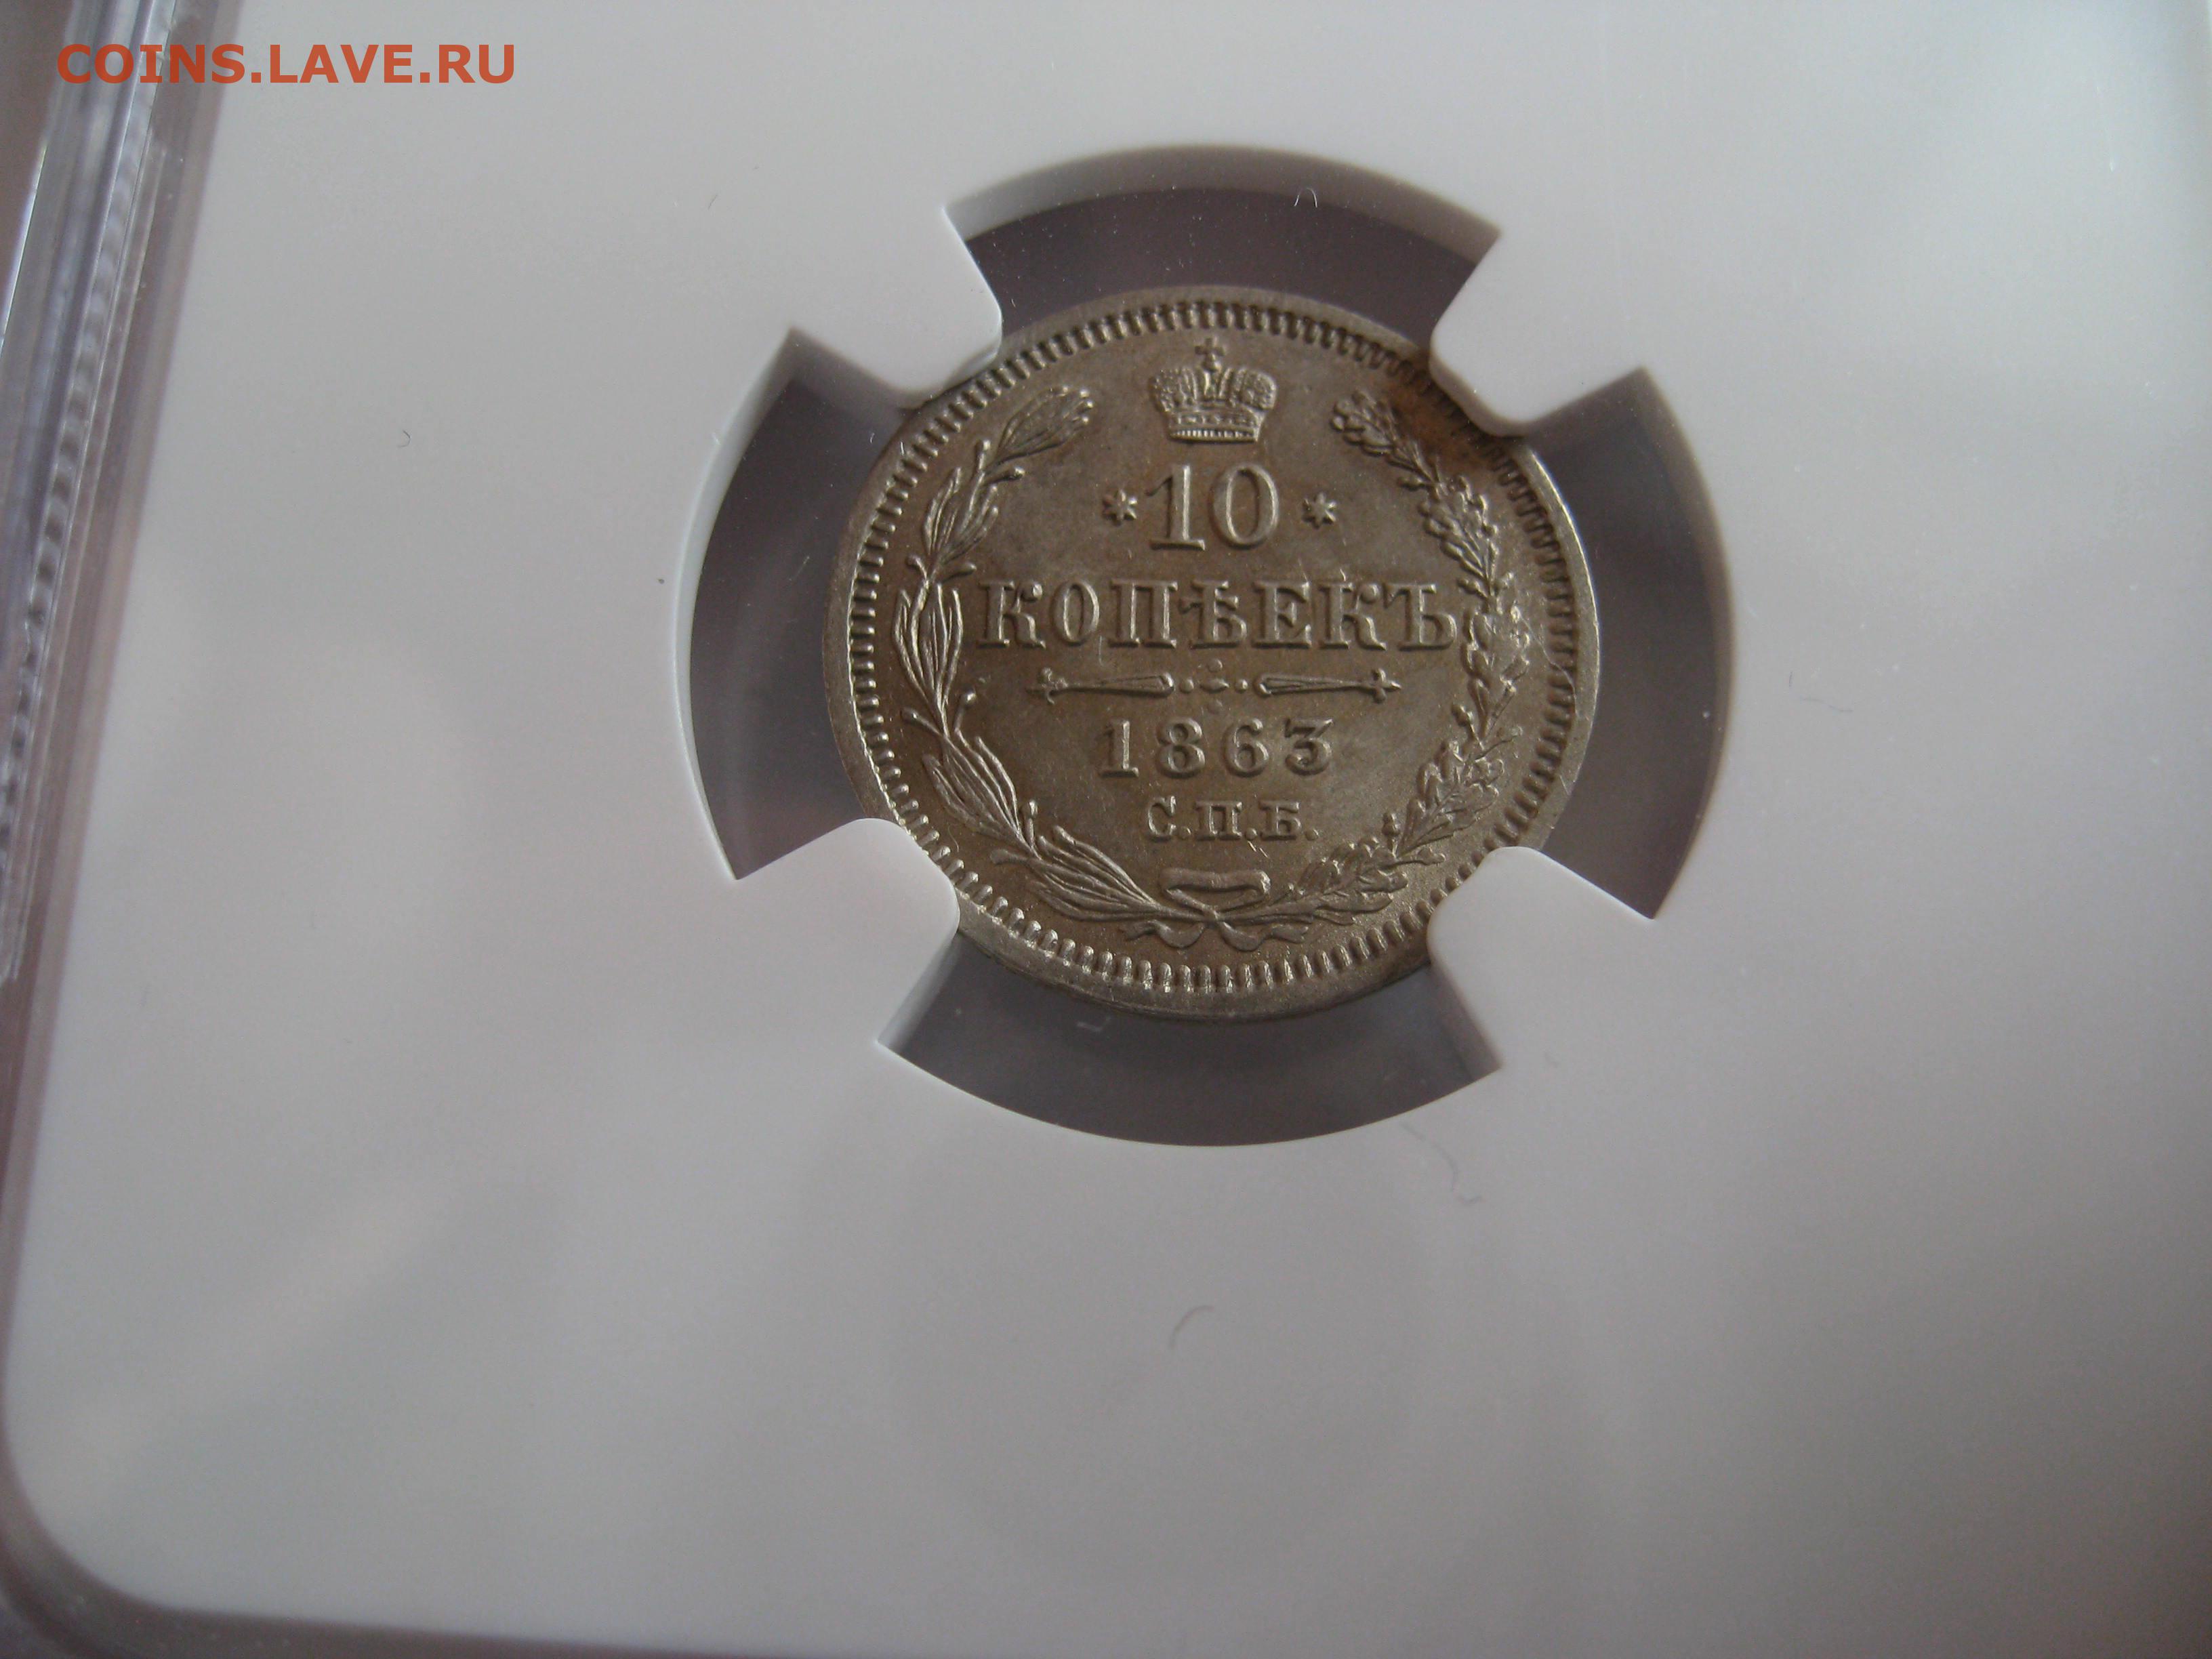 COINS.LAVE.RU
* 10 *
КОПѢЕКЪ
1863
С.П.Б.